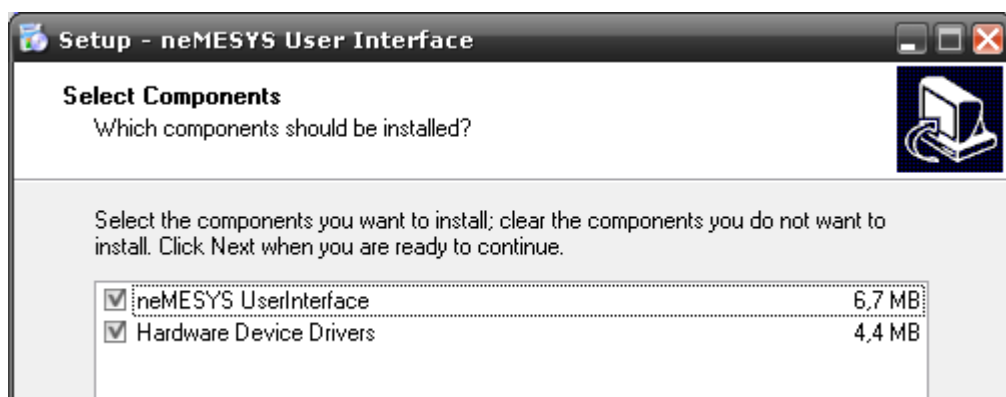 Setup - neMESYS User Interface
Select Components
Which components should be installed?
Select the components you want to install; clear the components you do not want to
install. Click Next when you are ready to continue.
neMESYS UserInterface 6,7 MB
Hardware Device Drivers 4,4 MB